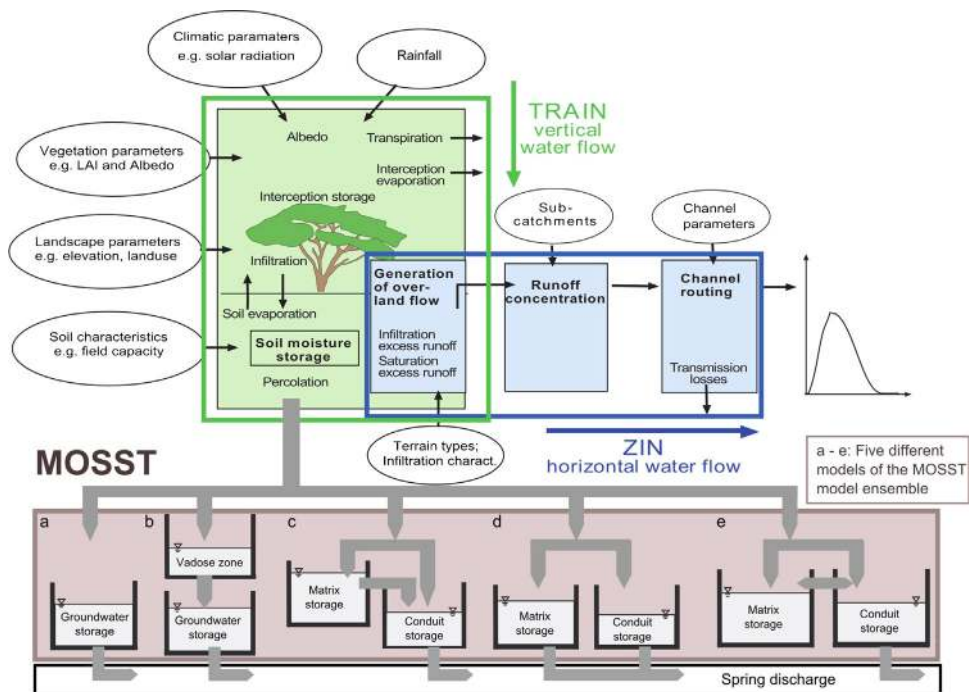 Climatic paramaters
e.g. solar radiation
Rainfall
TRAIN
vertical
water flow
Albedo
Transpiration
Vegetation parameters
e.g. LAI and Albedo
Interception
evaporation
Interception storage
Sub-
catchments
Channel
parameters
Landscape parameters
e.g. elevation, landuse
Infiltration
Generation
of over-
land flow
Runoff
concentration
Channel
routing
Soil evaporation
Soil characteristics
e.g. field capacity
Soil moisture
storage
Infiltration
excess runoff
Saturation
excess runoff
Transmission
losses
Percolation
Terrain types;
Infiltration charact.
ZIN
horizontal water flow
MOSST
a - e: Five different
models of the MOSST
model ensemble
a
b
c
d
e
Vadose zone
Groundwater
storage
Groundwater
storage
Matrix
storage
Conduit
storage
Matrix
storage
Conduit
storage
Matrix
storage
Conduit
storage
Spring discharge